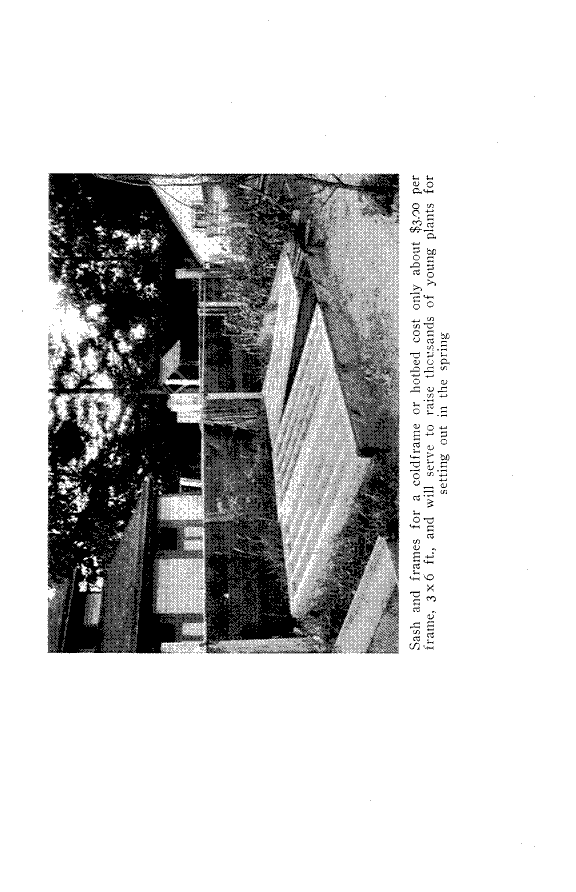 Sash and frames for a coldframe or hotbed cost only about $3.00 per
frame, 3 x 6 ft., and will serve to raise thousands of young plants for
setting out in the spring